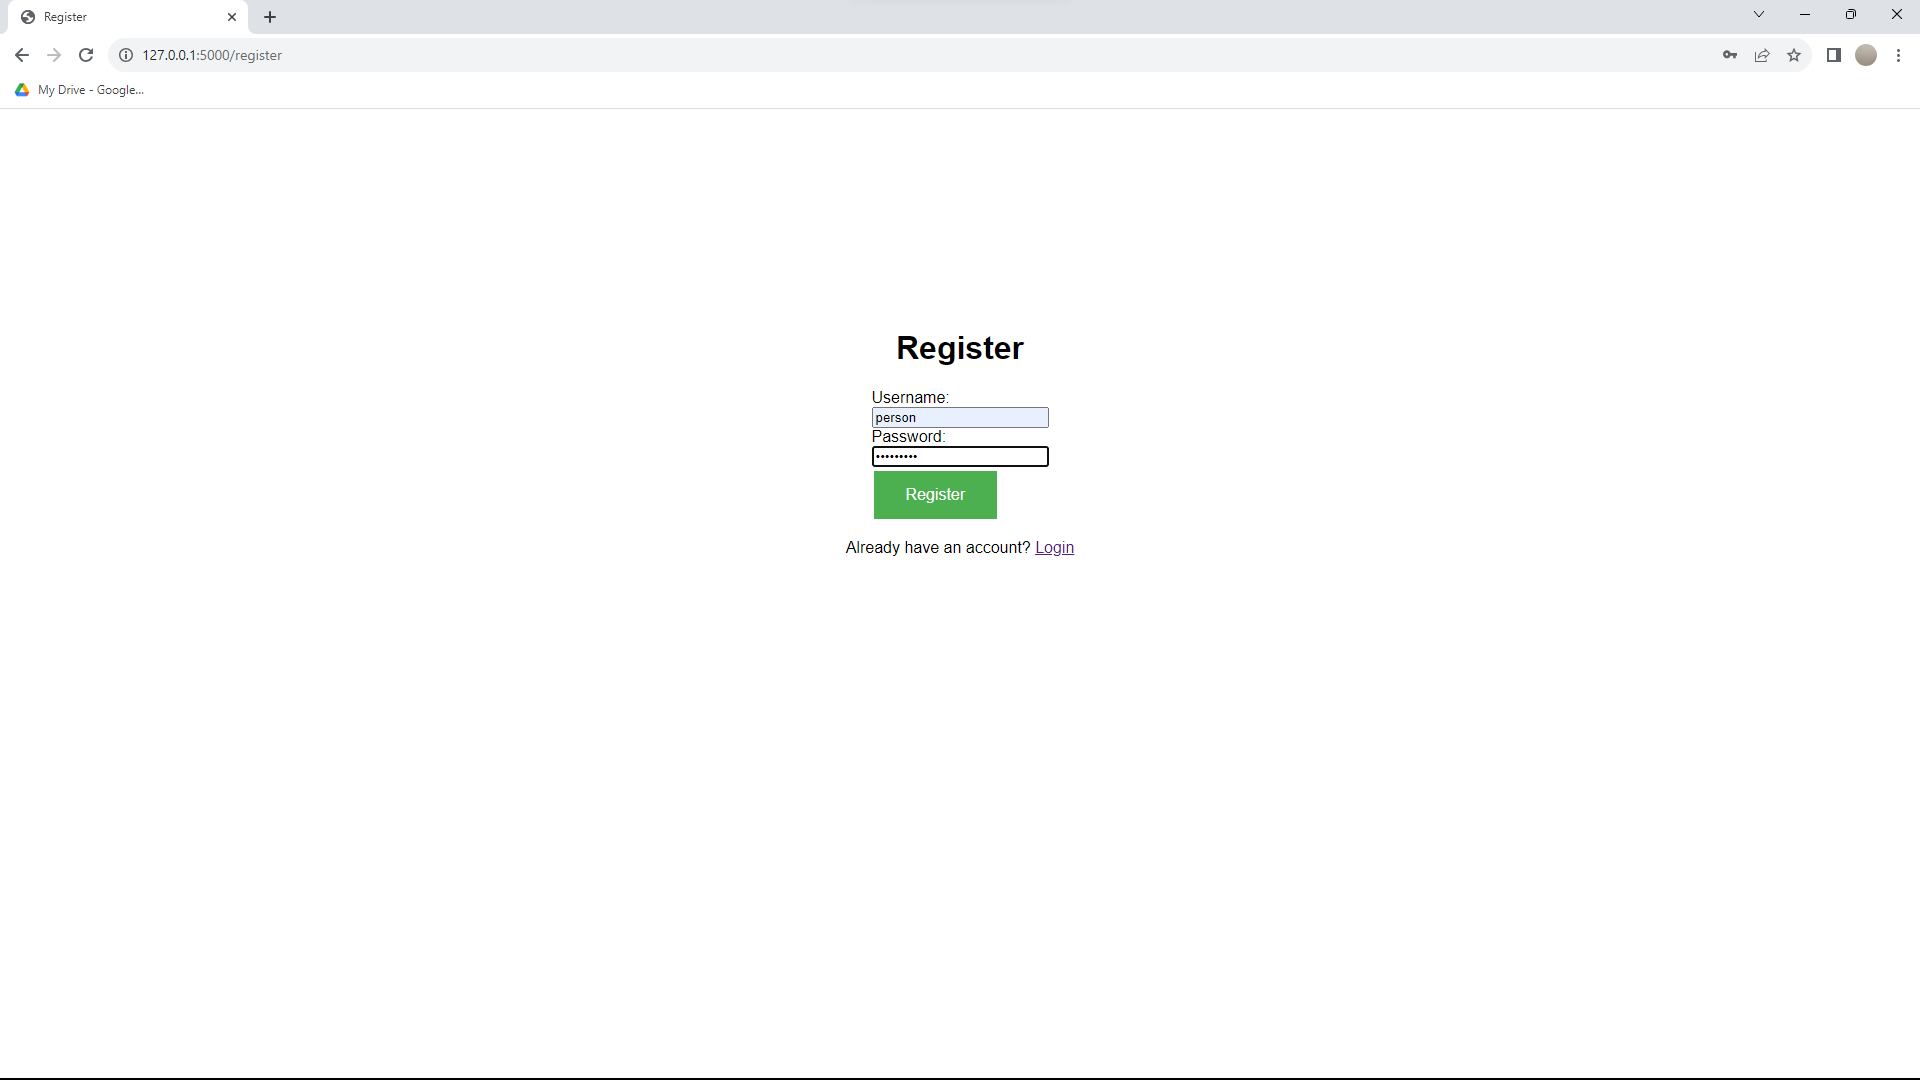 Register
127.0.0.1:5000/register
My Drive - Google...
Register
Username:
person
Password:
•••••••••
Register
Already have an account? Login